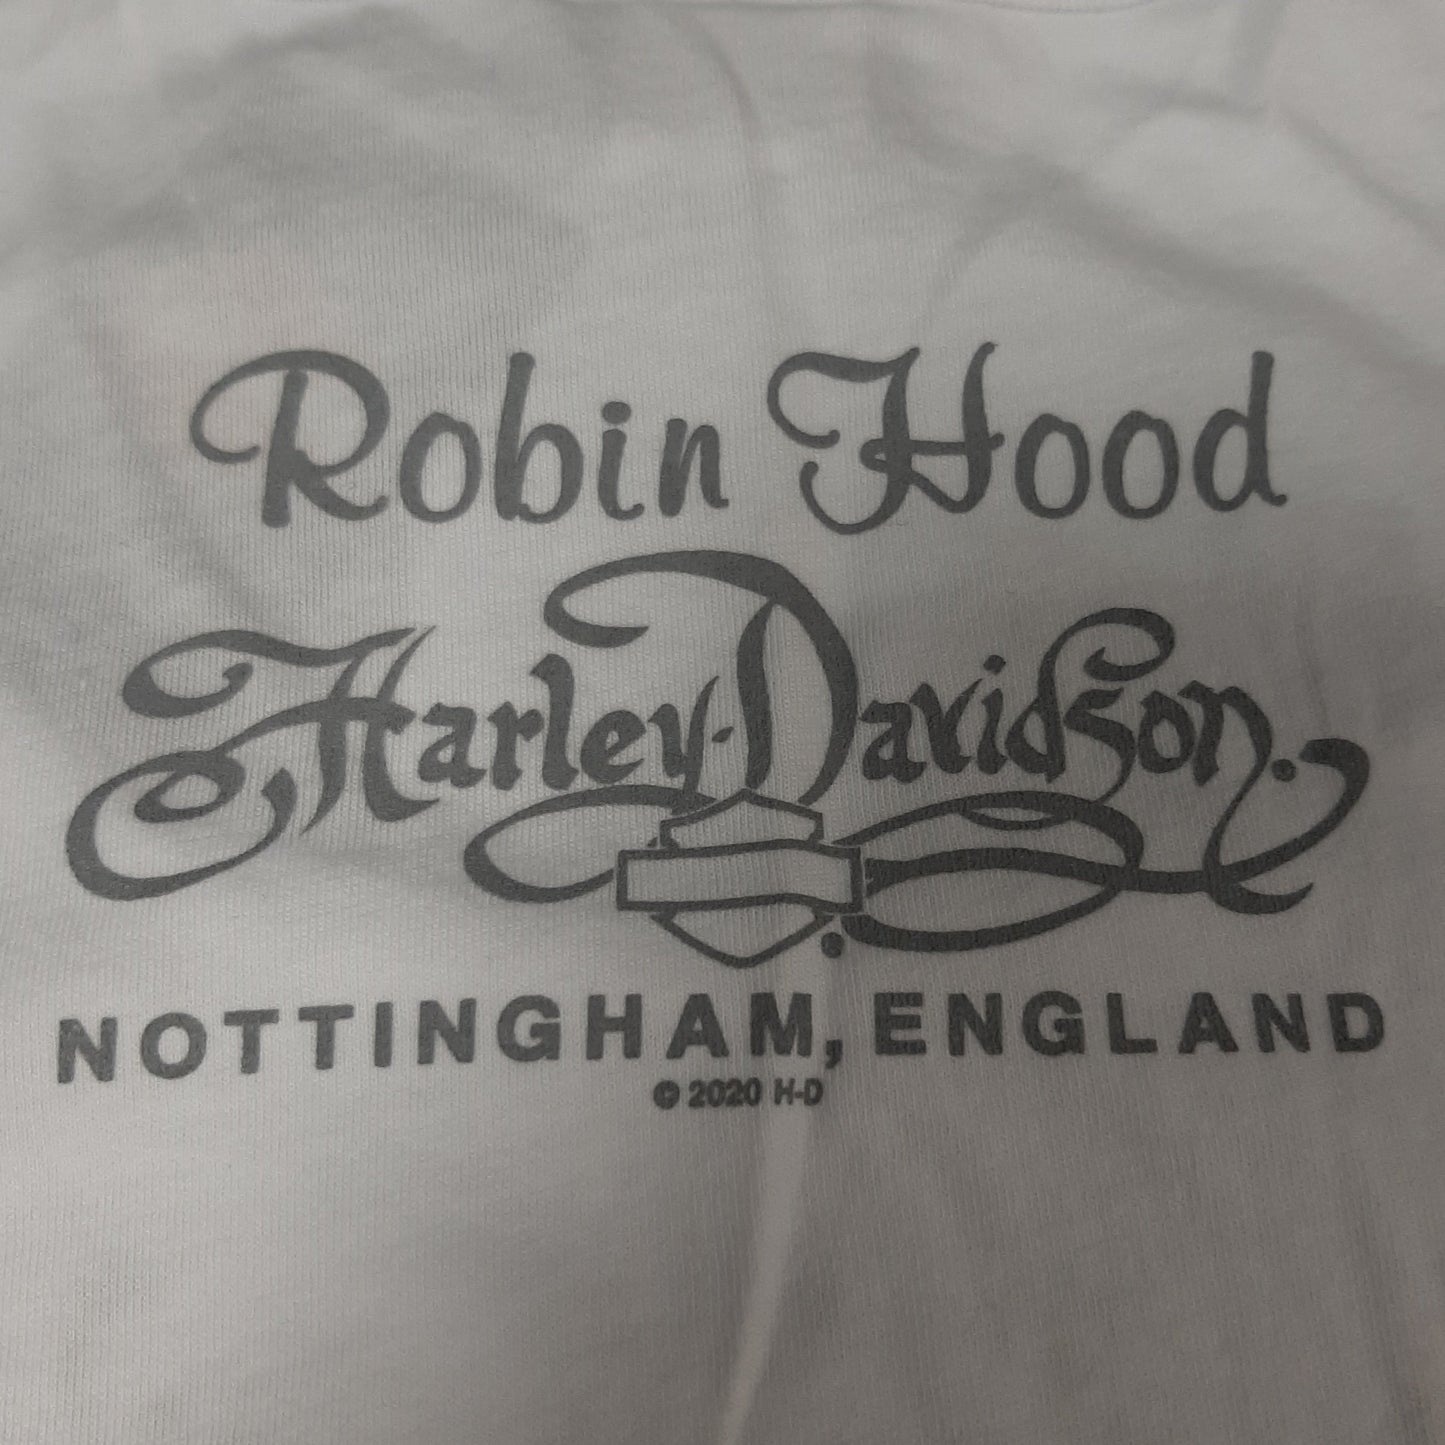 Robin Hood
Harley-Davidson.
NOTTINGHAM, ENGLAND
© 2020 H-D